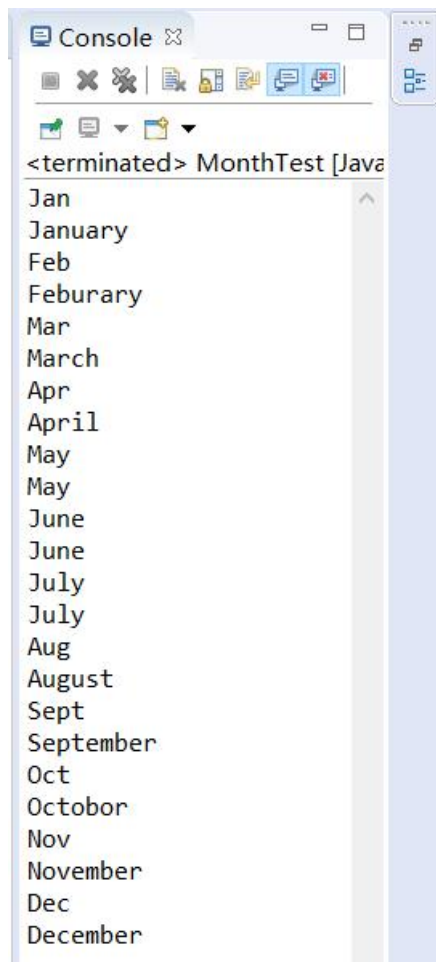 Console
<terminated> MonthTest [Java
Jan
January
Feb
Feburary
Mar
March
Apr
April
May
May
June
June
July
July
Aug
August
Sept
September
Oct
Octobor
Nov
November
Dec
December